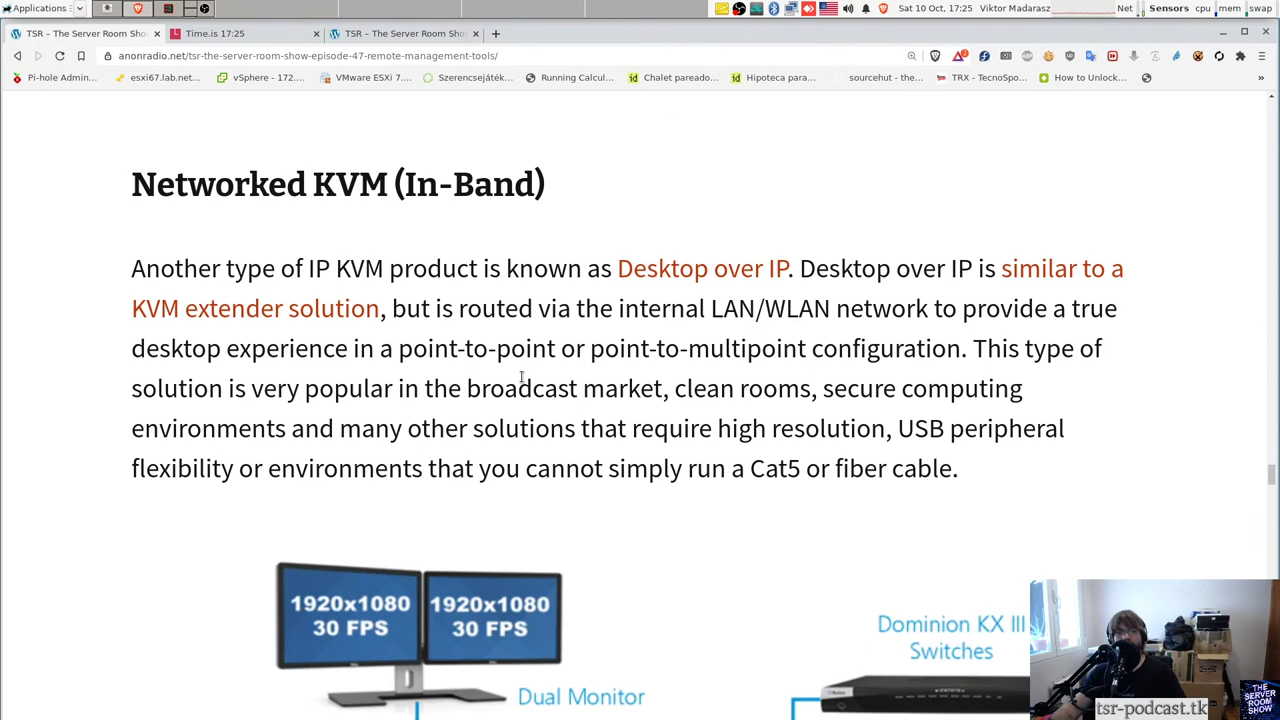 Applications
Sat 10 Oct, 17:25 Viktor Madarasz
Net
Sensors cpu mem swap
TSR – The Server Room Sho
Time.is 17:25
TSR – The Server Room Sho
anonradio.net/tsr-the-server-room-show-episode-47-remote-management-tools/
Pi-hole Admin...
esxi67.lab.net...
vSphere - 172....
VMware ESXi 7....
Szerencsejáték...
Running Calcul...
Chalet pareado...
Hipoteca para...
sourcehut - the...
TRX - TecnoSpo...
How to Unlock...
Networked KVM (In-Band)
Another type of IP KVM product is known as Desktop over IP. Desktop over IP is similar to a
KVM extender solution, but is routed via the internal LAN/WLAN network to provide a true
desktop experience in a point-to-point or point-to-multipoint configuration. This type of
solution is very popular in the broadcast market, clean rooms, secure computing
environments and many other solutions that require high resolution, USB peripheral
flexibility or environments that you cannot simply run a Cat5 or fiber cable.
1920x1080
30 FPS
1920x1080
30 FPS
Dual Monitor
Dominion KX III
Switches
tsr-podcast.tk
THE
SERVER
ROOM
SHOW